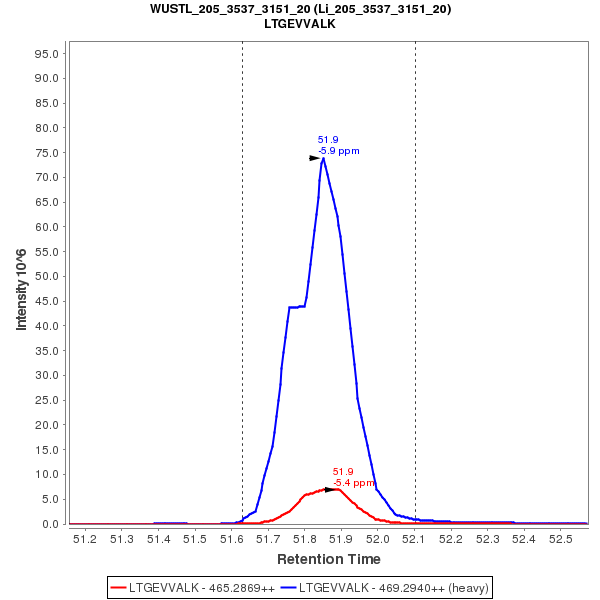 WUSTL_205_3537_3151_20 (Li_205_3537_3151_20)
LTGEVVALK
95.0
90.0
85.0
80.0
75.0
70.0
65.0
60.0
55.0
50.0
45.0
40.0
35.0
30.0
25.0
20.0
15.0
10.0
5.0
0.0
Intensity 10^6
51.9
-5.9 ppm
51.9
-5.4 ppm
51.2 51.3 51.4 51.5 51.6 51.7 51.8 51.9 52.0 52.1 52.2 52.3 52.4 52.5
Retention Time
LTGEVVALK - 465.2869++ LTGEVVALK - 469.2940++ (heavy)